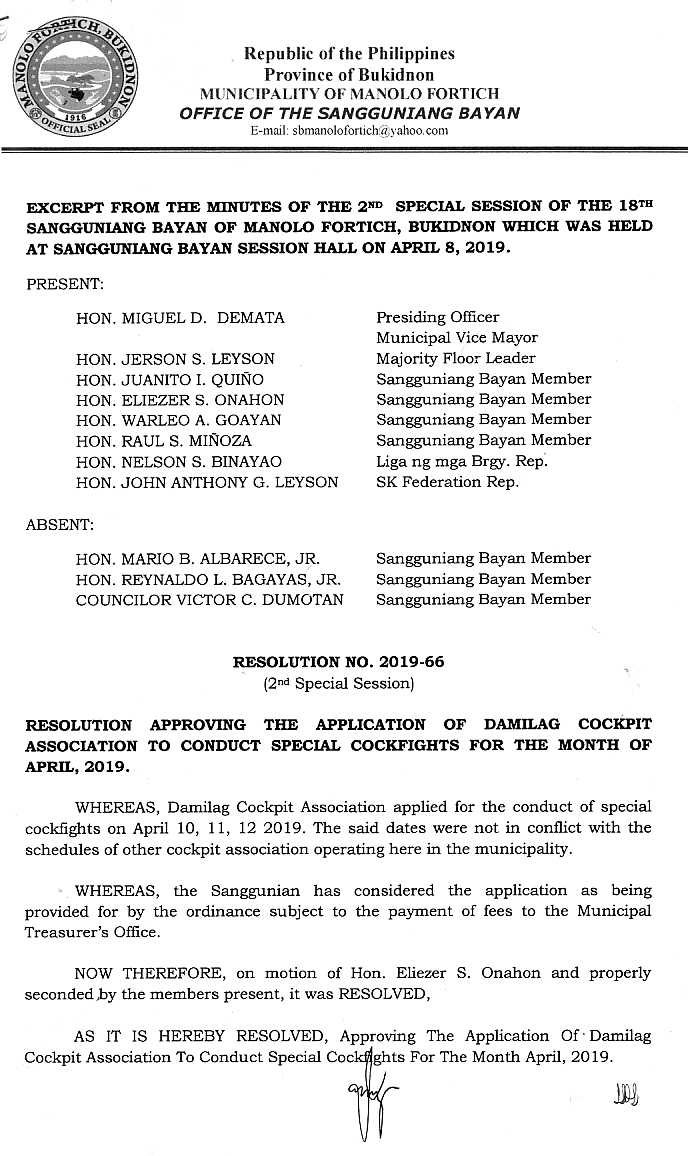 MANOLO FORTICH, BUKIDNON
1916
OFFICIAL SEAL
Republic of the Philippines
Province of Bukidnon
MUNICIPALITY OF MANOLO FORTICH
OFFICE OF THE SANGGUNIANG BAYAN
E-mail: sbmanolofortich@yahoo.com
EXCERPT FROM THE MINUTES OF THE 2ND SPECIAL SESSION OF THE 18TH
SANGGUNIANG BAYAN OF MANOLO FORTICH, BUKIDNON WHICH WAS HELD
AT SANGGUNIANG BAYAN SESSION HALL ON APRIL 8, 2019.
PRESENT:
HON. MIGUEL D. DEMATA Presiding Officer
Municipal Vice Mayor
HON. JERSON S. LEYSON Majority Floor Leader
HON. JUANITO I. QUIÑO Sangguniang Bayan Member
HON. ELIEZER S. ONAHON Sangguniang Bayan Member
HON. WARLEO A. GOAYAN Sangguniang Bayan Member
HON. RAUL S. MIÑOZA Sangguniang Bayan Member
HON. NELSON S. BINAYAO Liga ng mga Brgy. Rep.
HON. JOHN ANTHONY G. LEYSON SK Federation Rep.
ABSENT:
HON. MARIO B. ALBARECE, JR. Sangguniang Bayan Member
HON. REYNALDO L. BAGAYAS, JR. Sangguniang Bayan Member
COUNCILOR VICTOR C. DUMOTAN Sangguniang Bayan Member
RESOLUTION NO. 2019-66
(2nd Special Session)
RESOLUTION APPROVING THE APPLICATION OF DAMILAG COCKPIT
ASSOCIATION TO CONDUCT SPECIAL COCKFIGHTS FOR THE MONTH OF
APRIL, 2019.
WHEREAS, Damilag Cockpit Association applied for the conduct of special
cockfights on April 10, 11, 12 2019. The said dates were not in conflict with the
schedules of other cockpit association operating here in the municipality.
WHEREAS, the Sanggunian has considered the application as being
provided for by the ordinance subject to the payment of fees to the Municipal
Treasurer's Office.
NOW THEREFORE, on motion of Hon. Eliezer S. Onahon and properly
seconded by the members present, it was RESOLVED,
AS IT IS HEREBY RESOLVED, Approving The Application Of Damilag
Cockpit Association To Conduct Special Cockfights For The Month April, 2019.